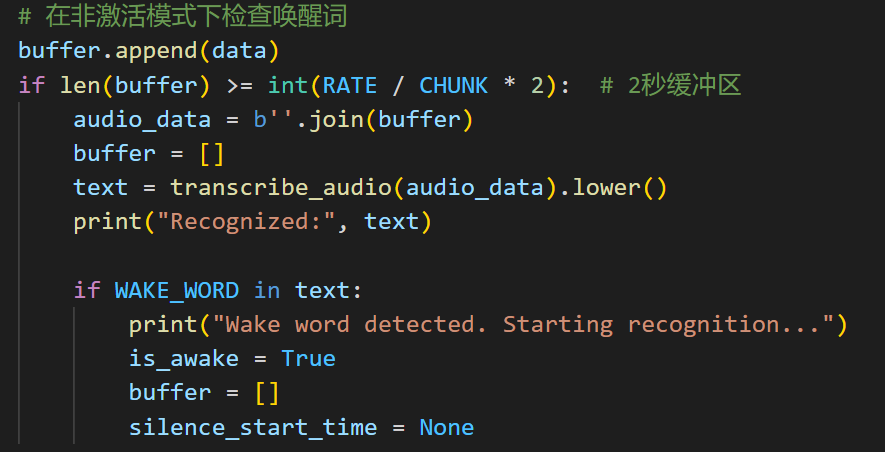 # 在非激活模式下检查唤醒词
buffer.append(data)
if len(buffer) >= int(RATE / CHUNK * 2):  # 2秒缓冲区
    audio_data = b''.join(buffer)
    buffer = []
    text = transcribe_audio(audio_data).lower()
    print("Recognized:", text)

    if WAKE_WORD in text:
        print("Wake word detected. Starting recognition...")
        is_awake = True
        buffer = []
        silence_start_time = None